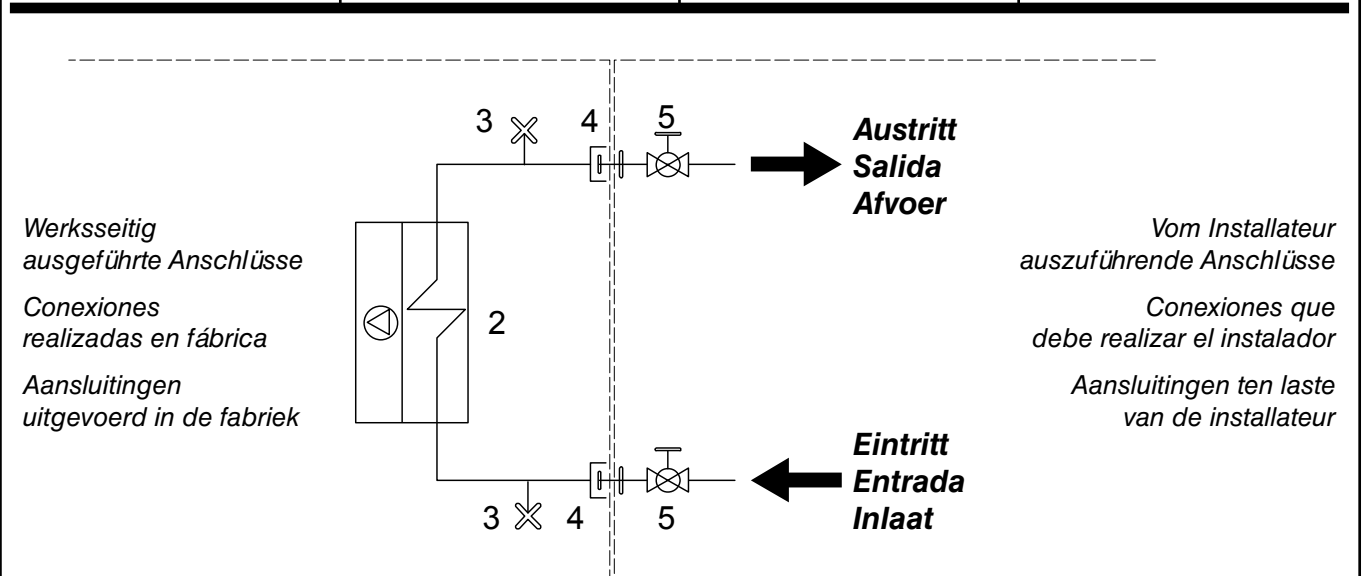 3
4
5
Austritt
Salida
Afvoer
Werksseitig
ausgeführte Anschlüsse
Conexiones
realizadas en fábrica
Aansluitingen
uitgevoerd in de fabriek
2
Vom Installateur
auszuführende Anschlüsse
Conexiones que
debe realizar el instalador
Aansluitingen ten laste
van de installateur
Eintritt
Entrada
Inlaat
3
4
5